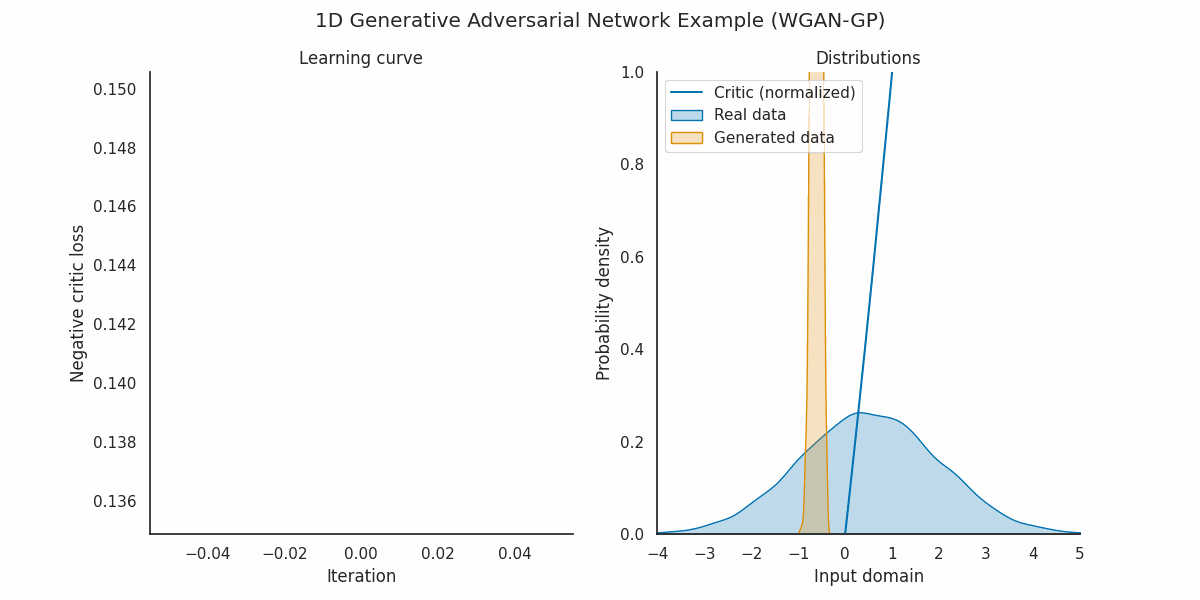 1D Generative Adversarial Network Example (WGAN-GP)
Learning curve
0.150
0.148
0.146
0.144
0.142
0.140
0.138
0.136
Negative critic loss
−0.04 −0.02 0.00 0.02 0.04
Iteration
Distributions
Critic (normalized)
Real data
Generated data
1.0
0.8
0.6
0.4
0.2
0.0
Probability density
−4 −3 −2 −1 0 1 2 3 4 5
Input domain